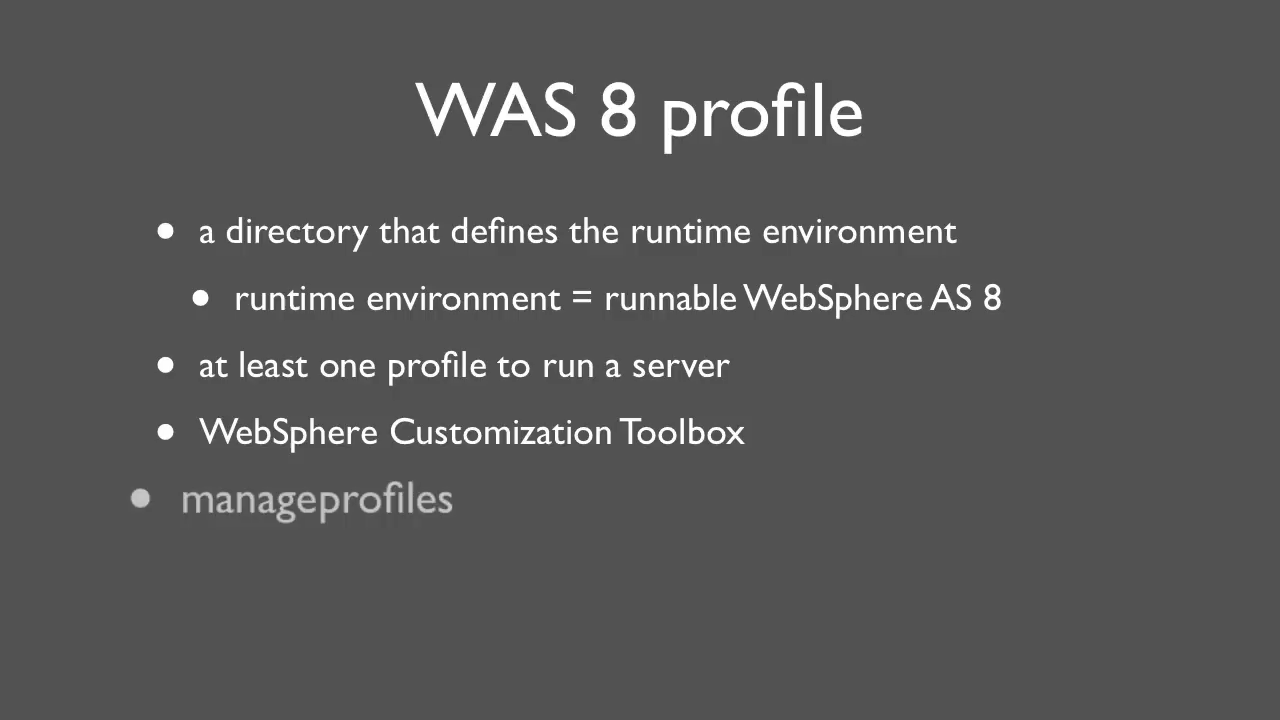 WAS 8 profile
• a directory that defines the runtime environment
• runtime environment = runnable WebSphere AS 8
• at least one profile to run a server
• WebSphere Customization Toolbox
• manageprofiles